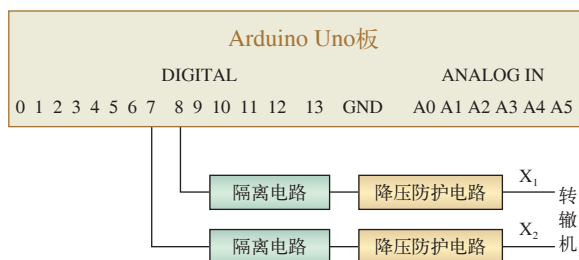 Arduino Uno板
DIGITAL ANALOG IN
0 1 2 3 4 5 6 7 8 9 10 11 12 13 GND A0 A1 A2 A3 A4 A5
隔离电路 降压防护电路 X₁
隔离电路 降压防护电路 X₂
转辙机